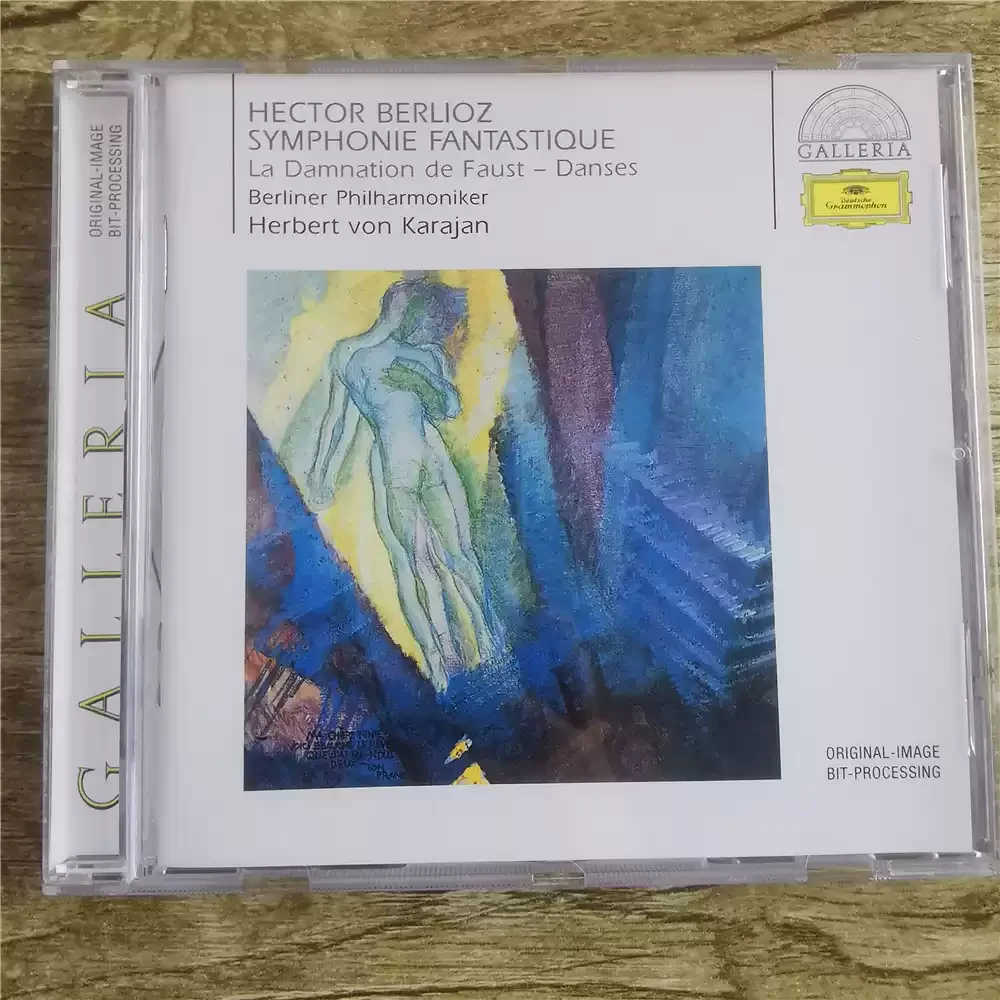 HECTOR BERLIOZ
SYMPHONIE FANTASTIQUE
La Damnation de Faust – Danses
Berliner Philharmoniker
Herbert von Karajan
GALLERIA
Deutsche
Grammophon
ORIGINAL-IMAGE
BIT-PROCESSING
GALLERIA
DEUX
ORIGINAL-IMAGE
BIT-PROCESSING